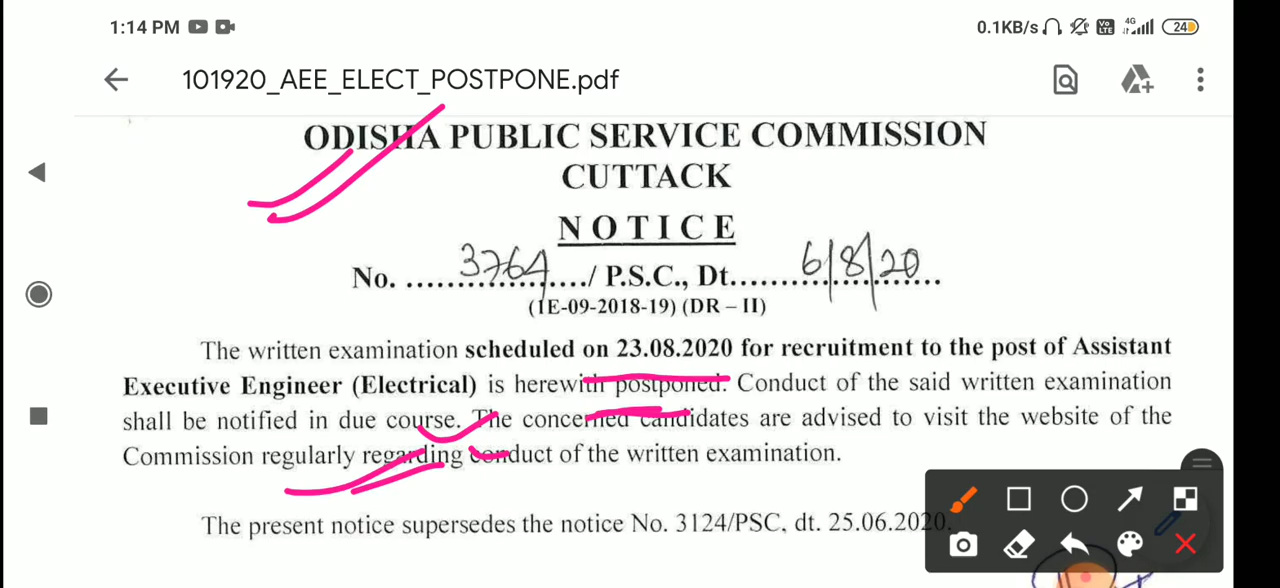 1:14 PM
0.1KB/s 4G Vo LTE 24
101920_AEE_ELECT_POSTPONE.pdf
ODISHA PUBLIC SERVICE COMMISSION
CUTTACK
NOTICE
No. ........3764..../ P.S.C., Dt........6/8/20........
(IE-09-2018-19) (DR – II)
The written examination scheduled on 23.08.2020 for recruitment to the post of Assistant
Executive Engineer (Electrical) is herewith postponed. Conduct of the said written examination
shall be notified in due course. The concerned candidates are advised to visit the website of the
Commission regularly regarding conduct of the written examination.
The present notice supersedes the notice No. 3124/PSC, dt. 25.06.2020.